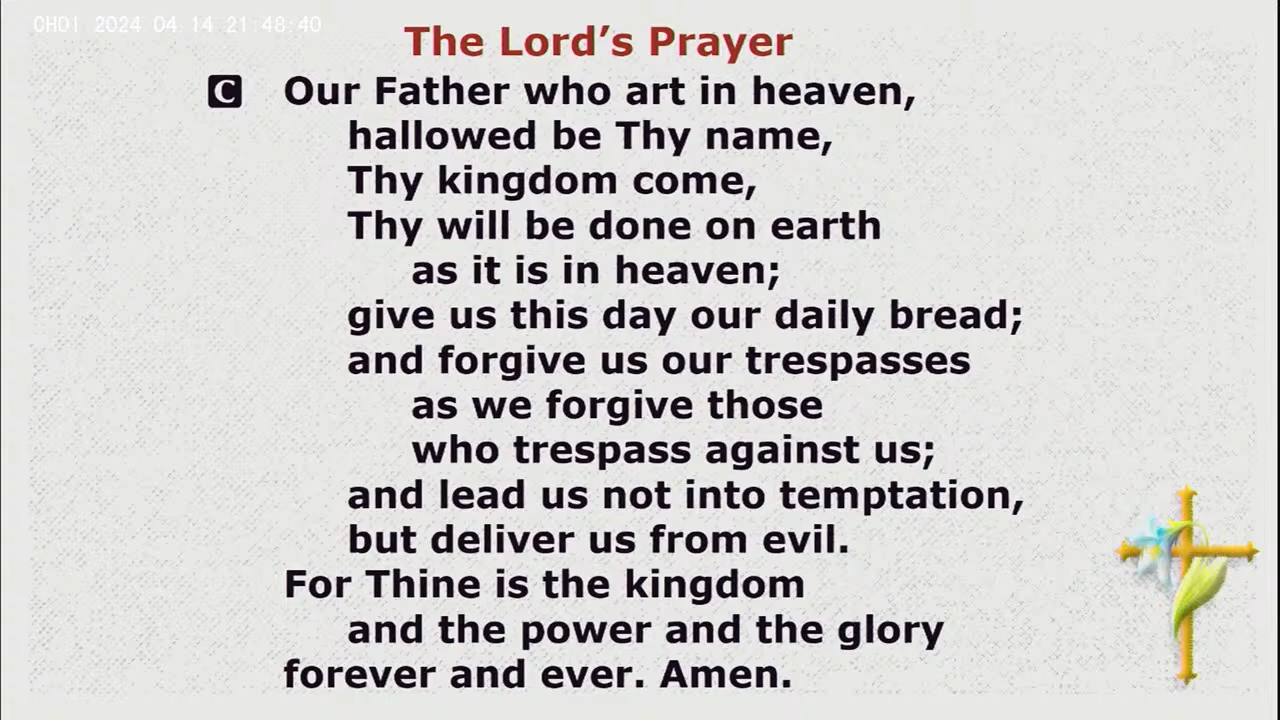 CH01 2024 04 14 21:48:40
The Lord’s Prayer
C Our Father who art in heaven,
hallowed be Thy name,
Thy kingdom come,
Thy will be done on earth
as it is in heaven;
give us this day our daily bread;
and forgive us our trespasses
as we forgive those
who trespass against us;
and lead us not into temptation,
but deliver us from evil.
For Thine is the kingdom
and the power and the glory
forever and ever. Amen.